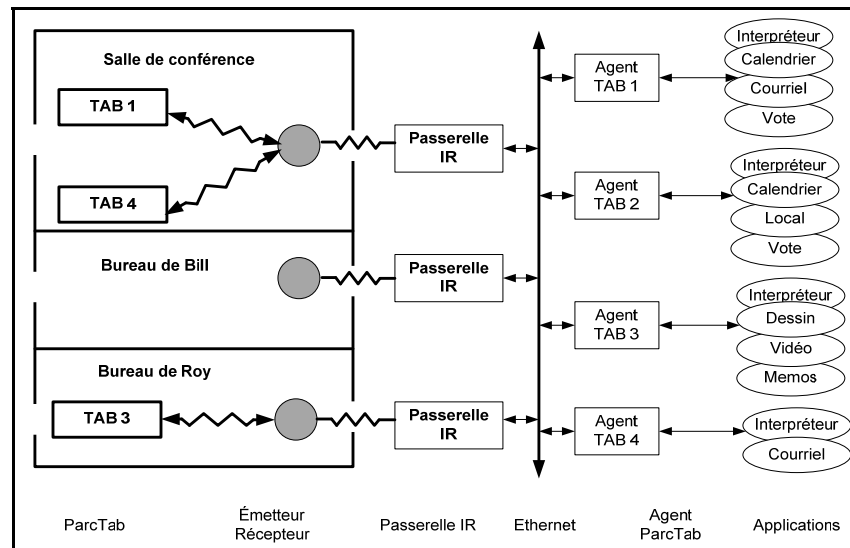 Salle de conférence
TAB 1
TAB 4
Passerelle
IR
Bureau de Bill
Passerelle
IR
Bureau de Roy
TAB 3
Passerelle
IR
Agent
TAB 1
Interpréteur
Calendrier
Courriel
Vote
Agent
TAB 2
Interpréteur
Calendrier
Local
Vote
Agent
TAB 3
Interpréteur
Dessin
Vidéo
Memos
Agent
TAB 4
Interpréteur
Courriel
ParcTab
Émetteur
Récepteur
Passerelle IR
Ethernet
Agent
ParcTab
Applications